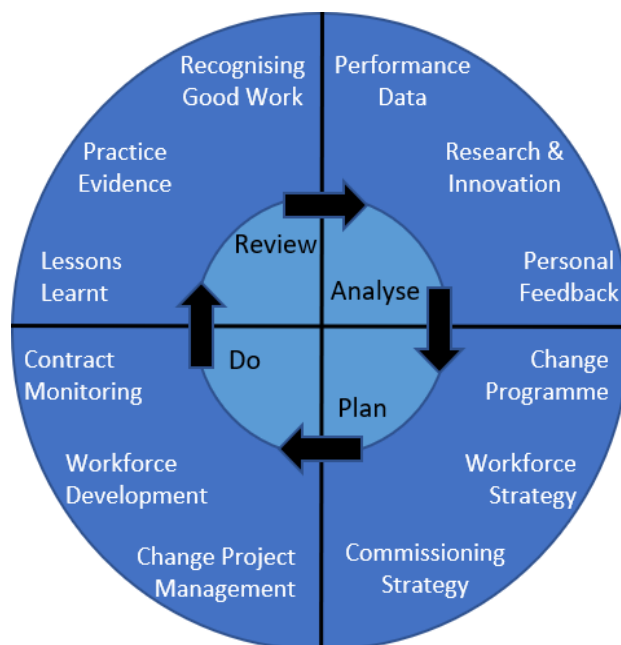 Recognising
Good Work
Performance
Data
Practice
Evidence
Research &
Innovation
Lessons
Learnt
Personal
Feedback
Review
Analyse
Do
Plan
Contract
Monitoring
Change
Programme
Workforce
Development
Workforce
Strategy
Change Project
Management
Commissioning
Strategy